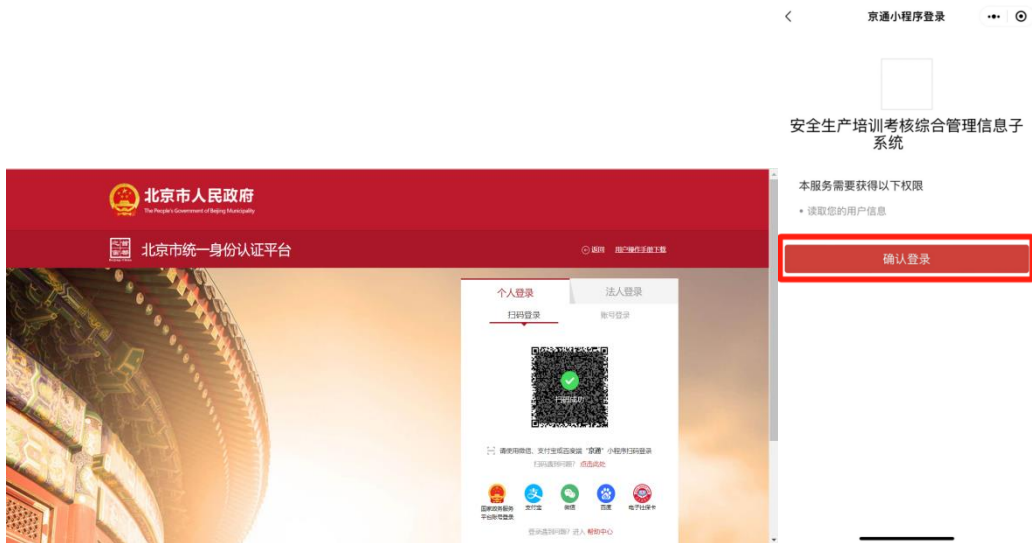 北京市人民政府
The People's Government of Beijing Municipality
北京市统一身份认证平台
返回 用户操作手册下载
个人登录 法人登录
扫码登录 账号登录
扫码成功
请使用微信、支付宝或百度端“京通”小程序扫码登录
扫码遇到问题? 点击此处
国家政务服务
平台账号登录
支付宝
微信
百度
电子社保卡
登录遇到问题? 进入 帮助中心
京通小程序登录
安全生产培训考核综合管理信息子
系统
本服务需要获得以下权限
• 读取您的用户信息
确认登录